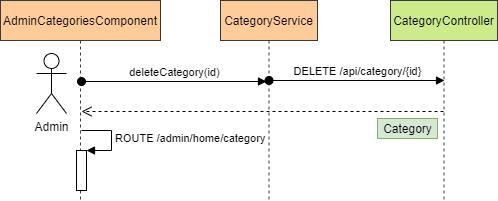 AdminCategoriesComponent
CategoryService
CategoryController
deleteCategory(id)
DELETE /api/category/{id}
Admin
Category
ROUTE /admin/home/category